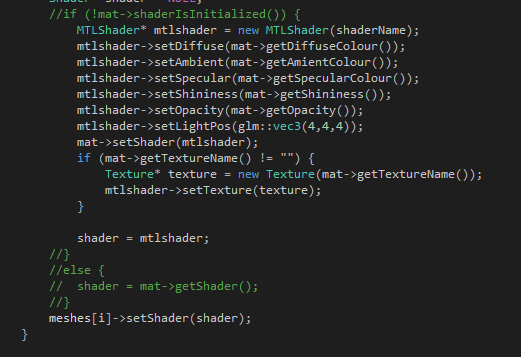 //if (!mat->shaderIsInitialized()) {
MTLShader* mtlshader = new MTLShader(shaderName);
mtlshader->setDiffuse(mat->getDiffuseColour());
mtlshader->setAmbient(mat->getAmientColour());
mtlshader->setSpecular(mat->getSpecularColour());
mtlshader->setShininess(mat->getShininess());
mtlshader->setOpacity(mat->getOpacity());
mtlshader->setLightPos(glm::vec3(4,4,4));
mat->setShader(mtlshader);
if (mat->getTextureName() != "") {
Texture* texture = new Texture(mat->getTextureName());
mtlshader->setTexture(texture);
}
shader = mtlshader;
//}
//else {
// shader = mat->getShader();
//}
meshes[i]->setShader(shader);
}